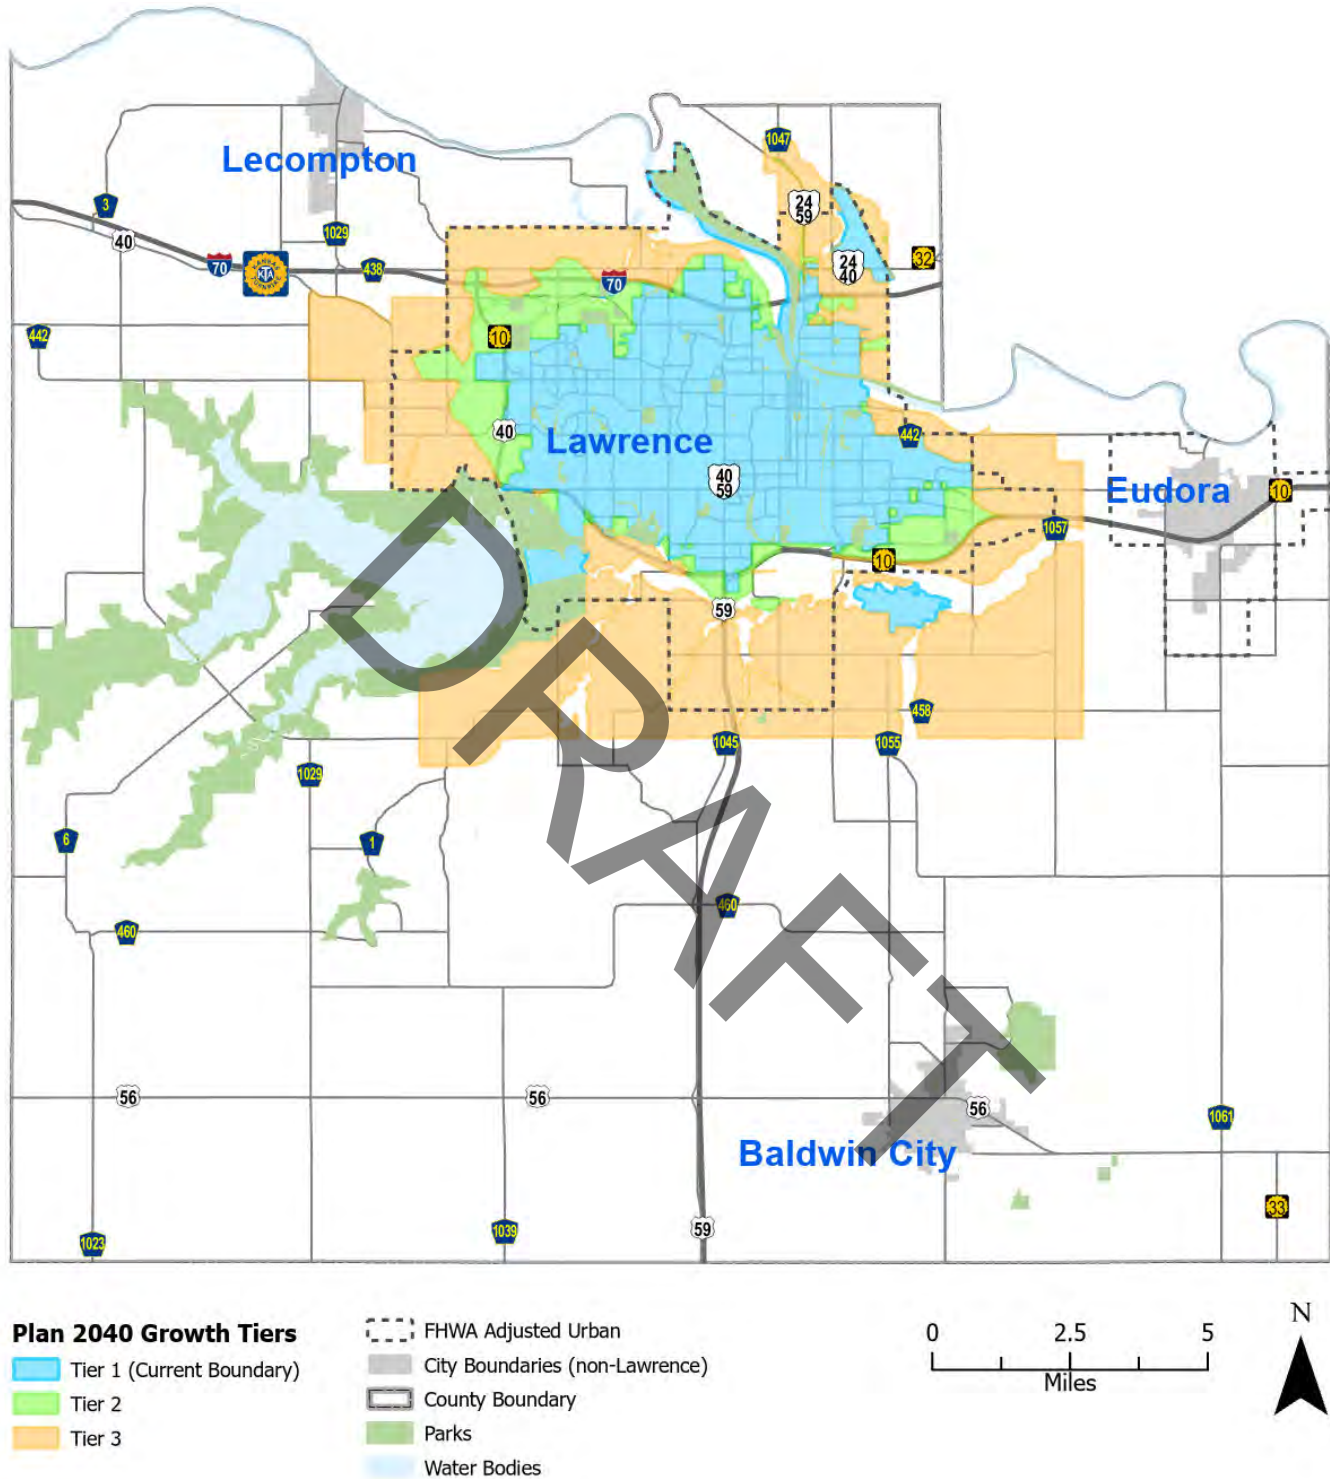 1047
Lecompton
3
24
59
1029
40
32
24
40
70
KANSAS
KTA
TURNPIKE
438
70
442
10
40
442
Lawrence
40
59
Eudora
10
1057
10
59
458
1045
1055
1029
6
1
460
460
DRAFT
56
56
56
1061
Baldwin City
33
1039
59
1023
Plan 2040 Growth Tiers
Tier 1 (Current Boundary)
Tier 2
Tier 3
FHWA Adjusted Urban
City Boundaries (non-Lawrence)
County Boundary
Parks
Water Bodies
0 2.5 5
Miles
N